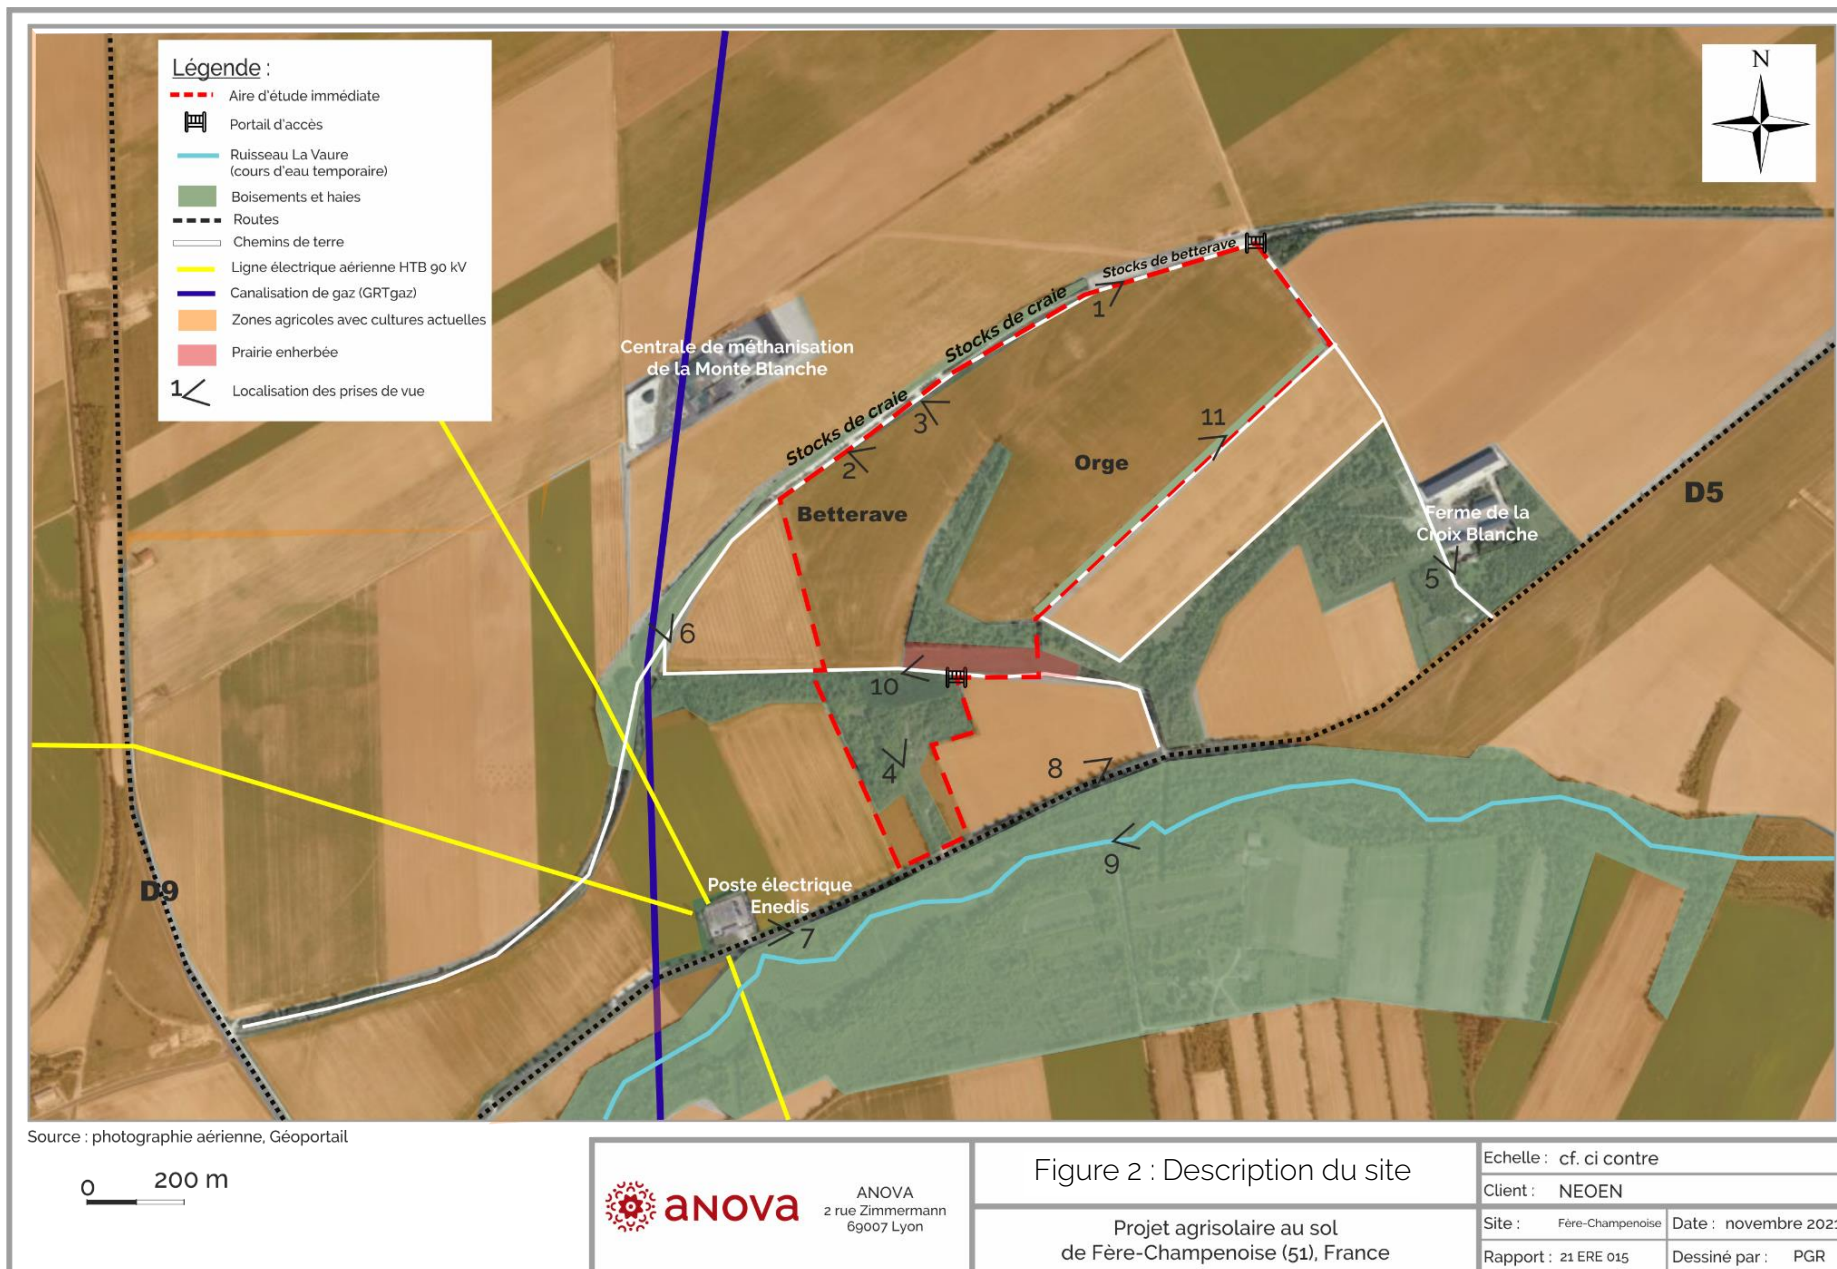 Légende :
Aire d'étude immédiate
Portail d'accès
Ruisseau La Vaure
(cours d'eau temporaire)
Boisements et haies
Routes
Chemins de terre
Ligne électrique aérienne HTB 90 kV
Canalisation de gaz (GRTgaz)
Zones agricoles avec cultures actuelles
Prairie enherbée
1
Localisation des prises de vue
N
Stocks de betterave
1
Stocks de craie
Centrale de méthanisation
de la Monte Blanche
Stocks de craie
3
2
11
Orge
Betterave
D5
Ferme de la
Croix Blanche
5
6
10
4
8
9
D9
Poste électrique
Enedis
7
Source : photographie aérienne, Géoportail
0 200 m
ANOVA
ANOVA
2 rue Zimmermann
69007 Lyon
Figure 2 : Description du site
Projet agrisolaire au sol
de Fère-Champenoise (51), France
Echelle : cf. ci contre
Client : NEOEN
Site : Fère-Champenoise
Date : novembre 2021
Rapport : 21 ERE 015
Dessiné par : PGR